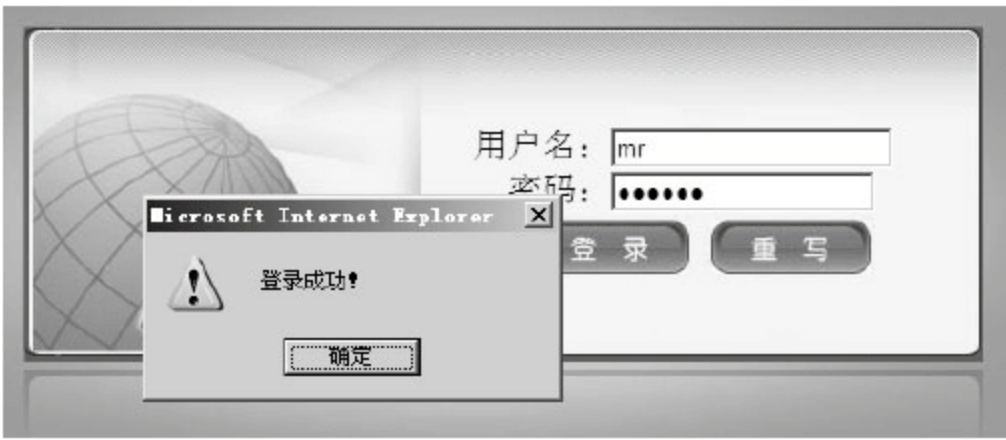 用户名： mr
密码： ●●●●●●
登 录 重 写
Microsoft Internet Explorer
登录成功！
确定